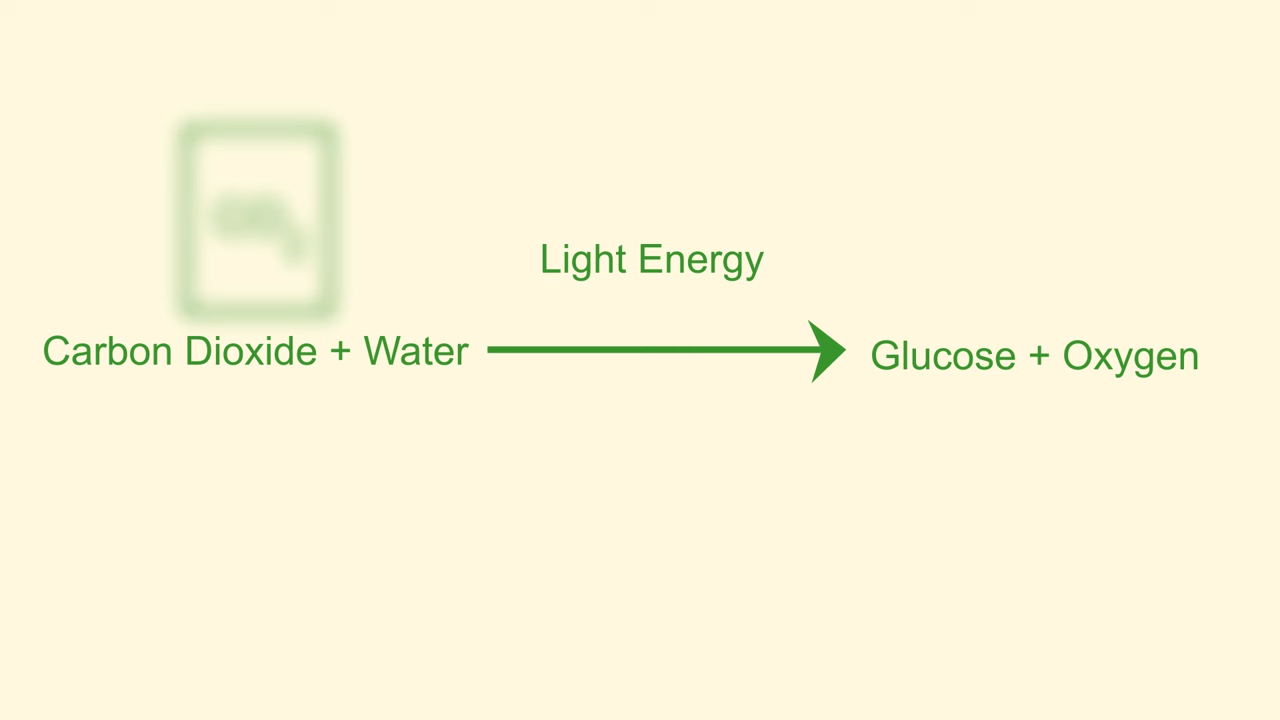 Light Energy
Carbon Dioxide + Water
Glucose + Oxygen